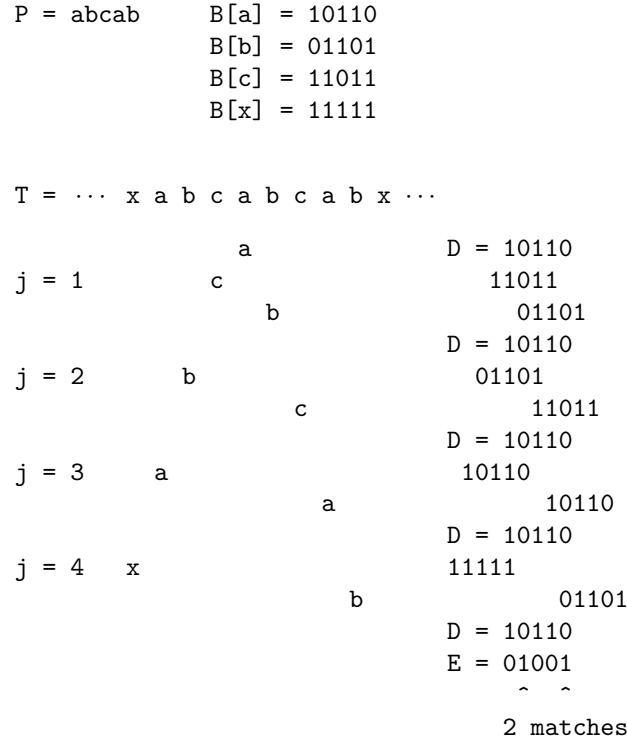 P = abcab B[a] = 10110
B[b] = 01101
B[c] = 11011
B[x] = 11111
T = ··· x a b c a b c a b x ···
a D = 10110
j = 1 c 11011
b 01101
D = 10110
j = 2 b 01101
c 11011
D = 10110
j = 3 a 10110
a 10110
D = 10110
j = 4 x 11111
b 01101
D = 10110
E = 01001
^ ^
2 matches